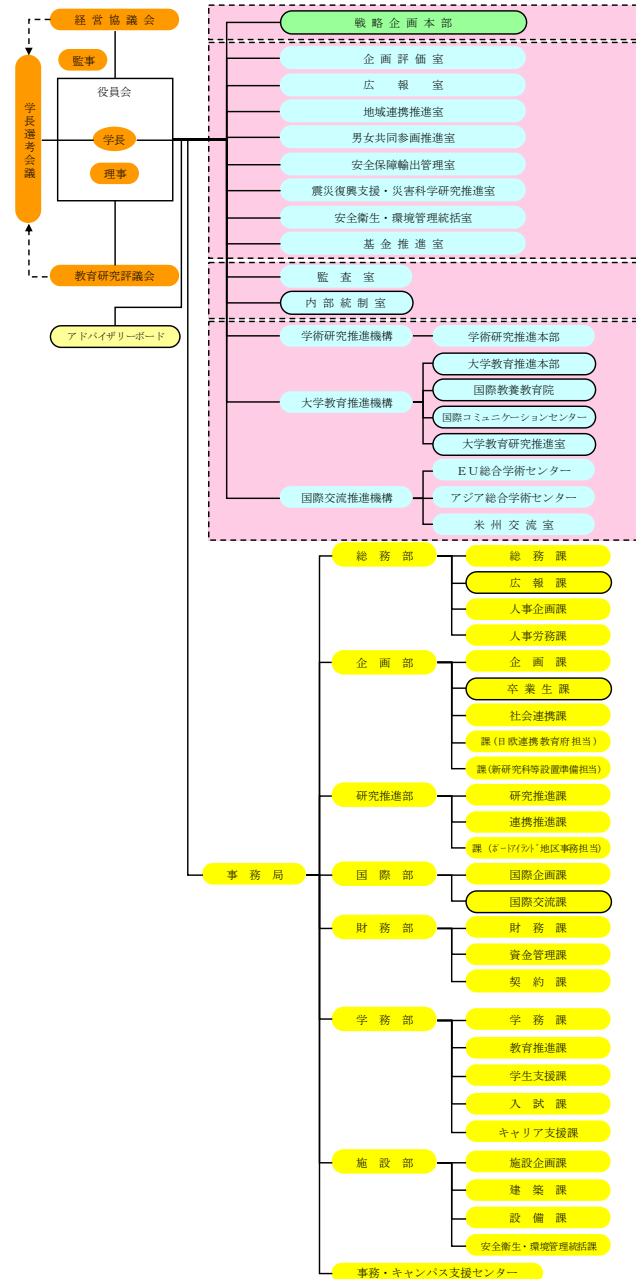 経営協議会
監事
役員会
学長選考会議
学長
理事
教育研究評議会
アドバイザリーボード
戦略企画本部
企画評価室
広報室
地域連携推進室
男女共同参画推進室
安全保障輸出管理室
震災復興支援・災害科学研究推進室
安全衛生・環境管理統括室
基金推進室
監査室
内部統制室
学術研究推進機構
学術研究推進本部
大学教育推進機構
大学教育推進本部
国際教養教育院
国際コミュニケーションセンター
大学教育研究推進室
国際交流推進機構
EU総合学術センター
アジア総合学術センター
米州交流室
事務局
総務部
総務課
広報課
人事企画課
人事労務課
企画部
企画課
卒業生課
社会連携課
課(日欧連携教育府担当)
課(新研究科等設置準備担当)
研究推進部
研究推進課
連携推進課
課(ポートアイランド地区事務担当)
国際部
国際企画課
国際交流課
財務部
財務課
資金管理課
契約課
学務部
学務課
教育推進課
学生支援課
入試課
キャリア支援課
施設部
施設企画課
建築課
設備課
安全衛生・環境管理統括課
事務・キャンパス支援センター